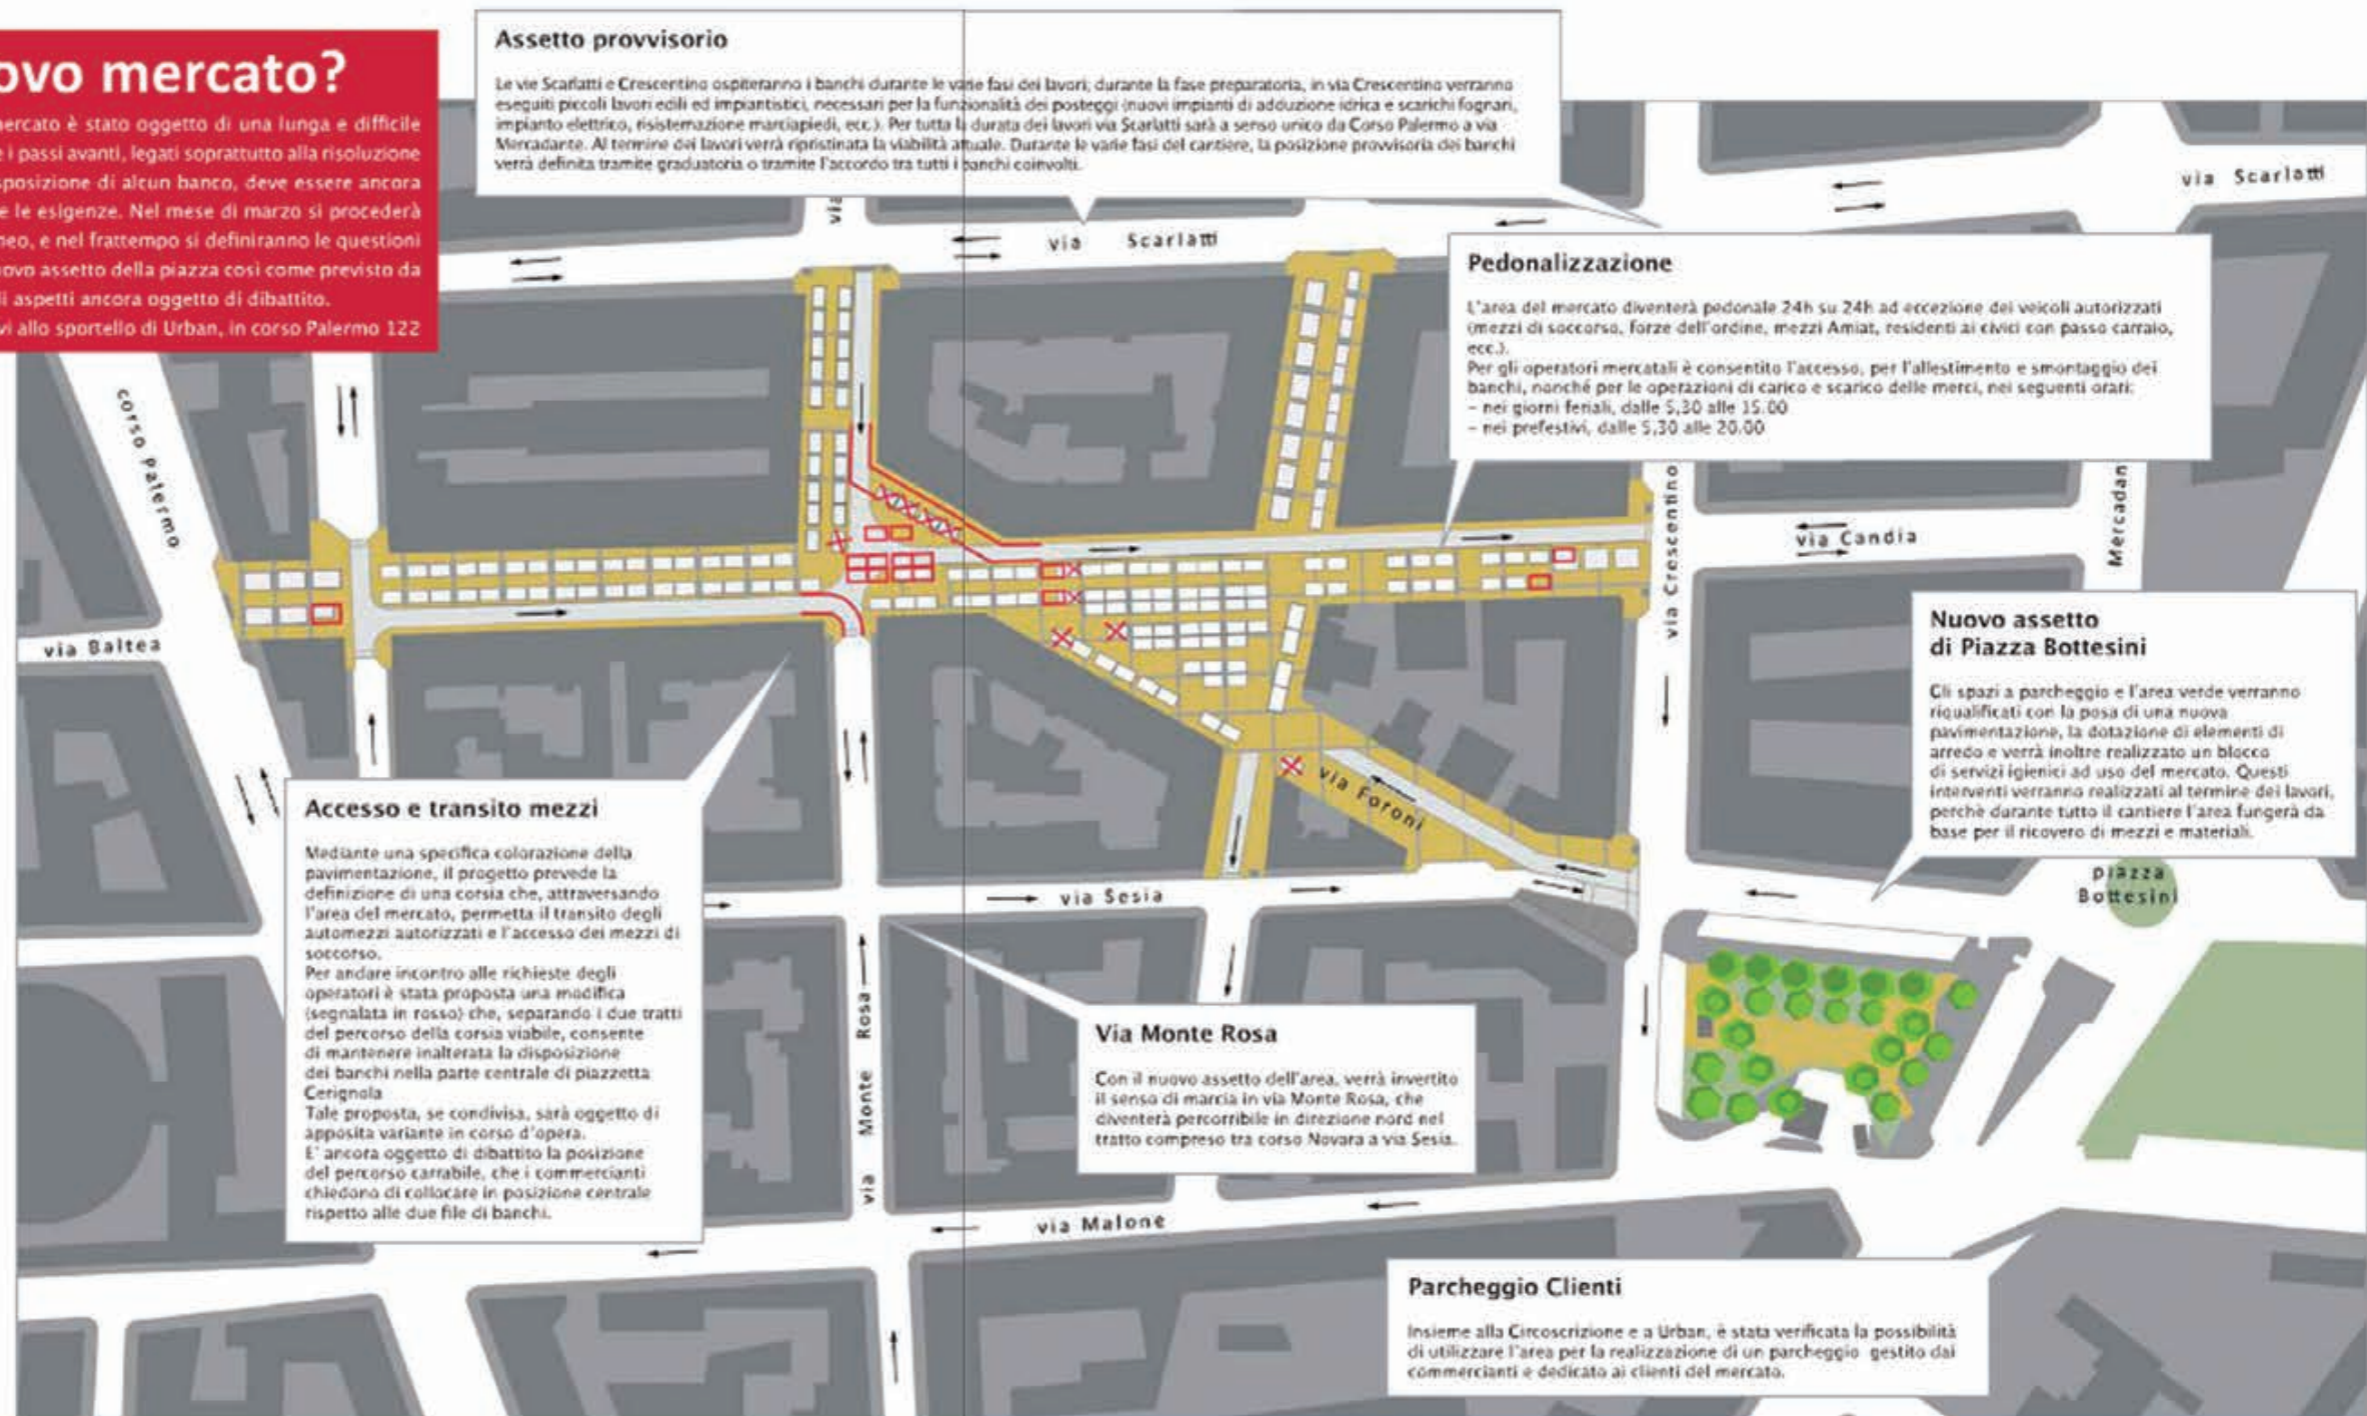 ovo mercato?
mercato è stato oggetto di una lunga e difficile
e i passi avanti, legati soprattutto alla risoluzione
sposizione di alcun banco, deve essere ancora
e le esigenze. Nel mese di marzo si procederà
neo, e nel frattempo si definiranno le questioni
uovo assetto della piazza così come previsto da
li aspetti ancora oggetto di dibattito.
vi allo sportello di Urban, in corso Palermo 122
Assetto provvisorio
Le vie Scarlatti e Crescentino ospiteranno i banchi durante le varie fasi dei lavori; durante la fase preparatoria, in via Crescentino verranno
eseguiti piccoli lavori edili ed impiantistici, necessari per la funzionalità dei posteggi (nuovi impianti di adduzione idrica e scarichi fognari,
impianto elettrico, risistemazione marciapiedi, ecc.). Per tutta la durata dei lavori via Scarlatti sarà a senso unico da Corso Palermo a via
Mercadante. Al termine dei lavori verrà ripristinata la viabilità attuale. Durante le varie fasi del cantiere, la posizione provvisoria dei banchi
verrà definita tramite graduatoria o tramite l'accordo tra tutti i banchi coinvolti.
via Scarlatti
via
via Scarlatti
Pedonalizzazione
L'area del mercato diventerà pedonale 24h su 24h ad eccezione dei veicoli autorizzati
(mezzi di soccorso, forze dell'ordine, mezzi Amiat, residenti ai civici con passo carraio,
ecc.).
Per gli operatori mercatali è consentito l'accesso, per l'allestimento e smontaggio dei
banchi, nonché per le operazioni di carico e scarico delle merci, nei seguenti orari:
- nei giorni feriali, dalle 5,30 alle 15.00
- nei prefestivi, dalle 5,30 alle 20.00
corso Palermo
via Crescentino
Mercadan
via Candia
via Baltea
Nuovo assetto
di Piazza Bottesini
Gli spazi a parcheggio e l'area verde verranno
riqualificati con la posa di una nuova
pavimentazione, la dotazione di elementi di
arredo e verrà inoltre realizzato un blocco
di servizi igienici ad uso del mercato. Questi
interventi verranno realizzati al termine dei lavori,
perchè durante tutto il cantiere l'area fungerà da
base per il ricovero di mezzi e materiali.
via Foroni
Accesso e transito mezzi
Mediante una specifica colorazione della
pavimentazione, il progetto prevede la
definizione di una corsia che, attraversando
l'area del mercato, permetta il transito degli
automezzi autorizzati e l'accesso dei mezzi di
soccorso.
Per andare incontro alle richieste degli
operatori è stata proposta una modifica
(segnalata in rosso) che, separando i due tratti
del percorso della corsia viabile, consente
di mantenere inalterata la disposizione
dei banchi nella parte centrale di piazzetta
Cerignola
Tale proposta, se condivisa, sarà oggetto di
apposita variante in corso d'opera.
E' ancora oggetto di dibattito la posizione
del percorso carrabile, che i commercianti
chiedono di collocare in posizione centrale
rispetto alle due file di banchi.
via Sesia
piazza
Bottesini
via Monte Rosa
Via Monte Rosa
Con il nuovo assetto dell'area, verrà invertito
il senso di marcia in via Monte Rosa, che
diventerà percorribile in direzione nord nel
tratto compreso tra corso Novara a via Sesia.
via Malone
Parcheggio Clienti
Insieme alla Circoscrizione e a Urban, è stata verificata la possibilità
di utilizzare l'area per la realizzazione di un parcheggio gestito dai
commercianti e dedicato ai clienti del mercato.